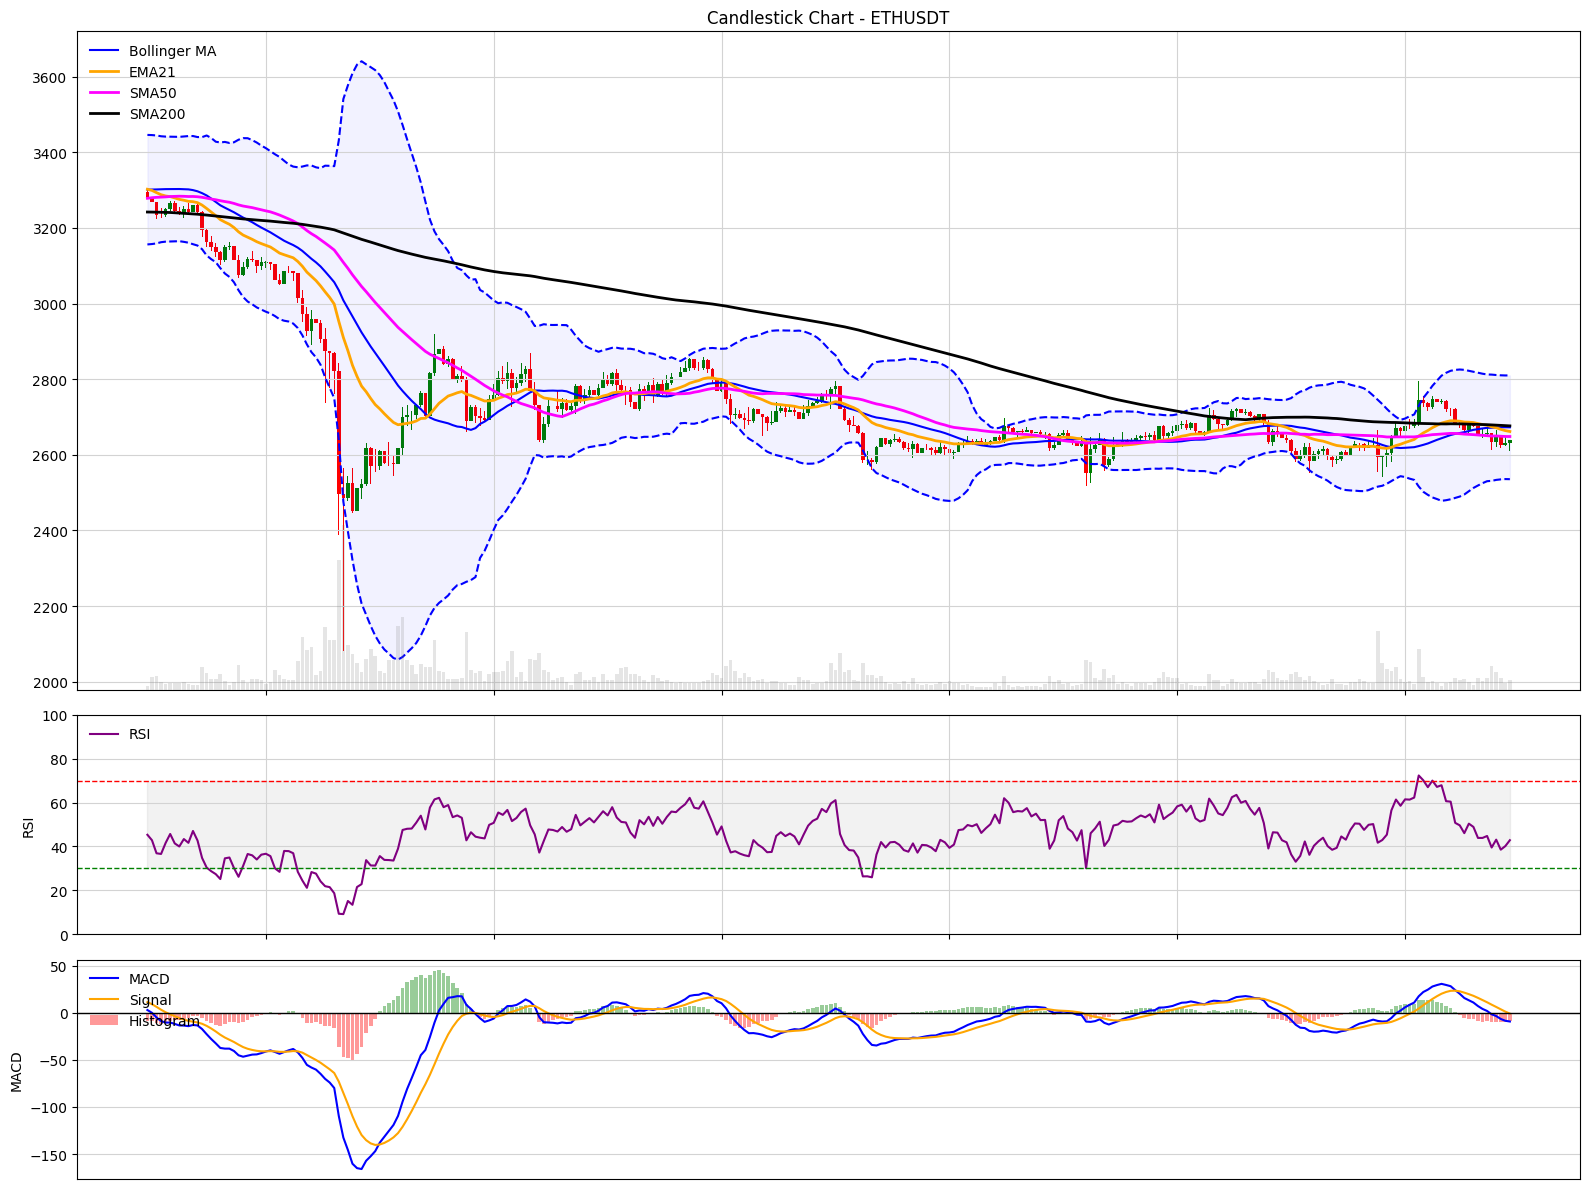 Candlestick Chart - ETHUSDT
Bollinger MA
EMA21
SMA50
SMA200
3600
3400
3200
3000
2800
2600
2400
2200
2000
RSI
100
80
60
40
20
0
RSI
MACD
Signal
Histogram
50
0
−50
−100
−150
MACD